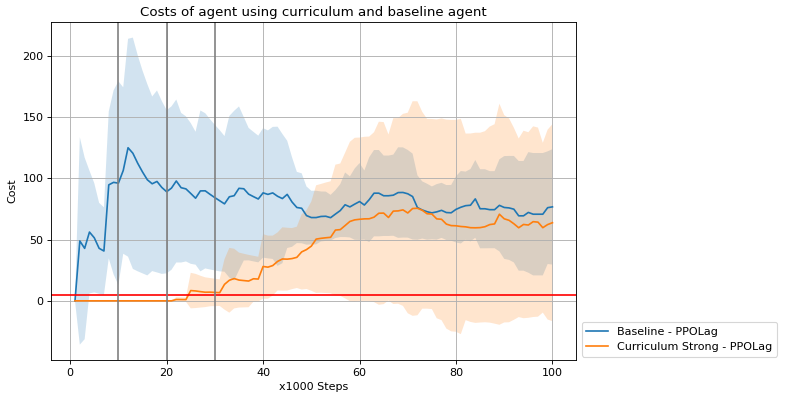 Costs of agent using curriculum and baseline agent
200
150
100
50
0
Cost
0 20 40 60 80 100
x1000 Steps
Baseline - PPOLag
Curriculum Strong - PPOLag